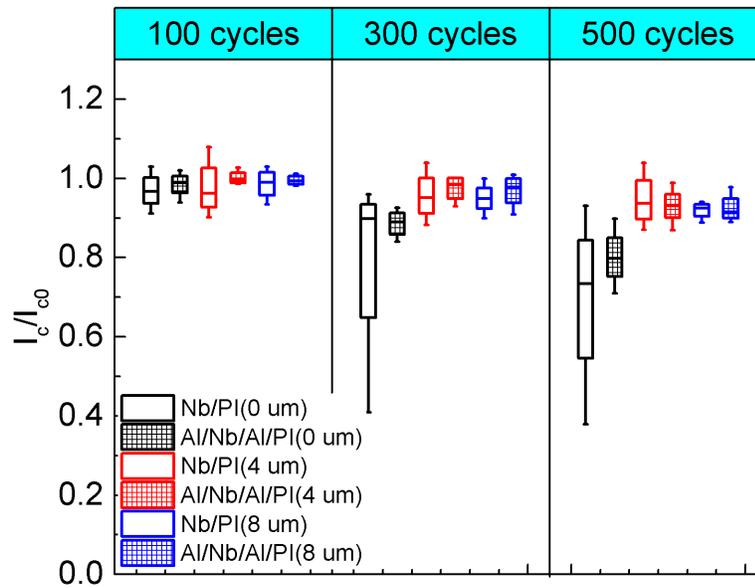 100 cycles 300 cycles 500 cycles
1.2
1.0
0.8
0.6
0.4
0.2
0.0
Ic/Ic0
Nb/PI(0 um)
Al/Nb/Al/PI(0 um)
Nb/PI(4 um)
Al/Nb/Al/PI(4 um)
Nb/PI(8 um)
Al/Nb/Al/PI(8 um)